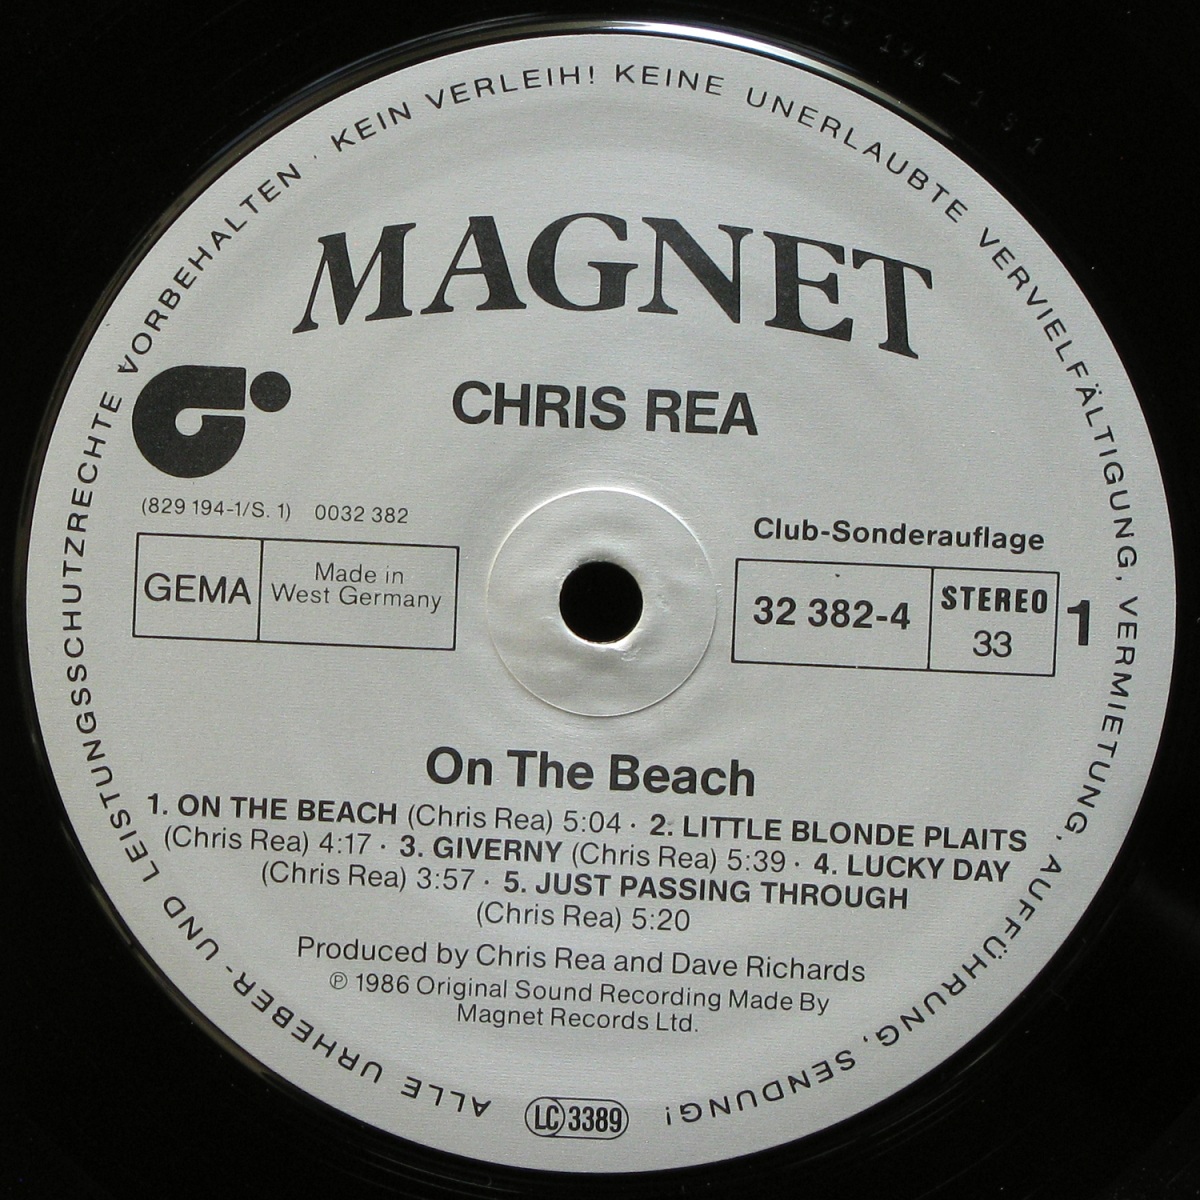 ALLE URHEBER- UND LEISTUNGSSCHUTZRECHTE VORBEHALTEN · KEIN VERLEIH! KEINE UNERLAUBTE VERVIELFÄLTIGUNG, VERMIETUNG, AUFFÜHRUNG, SENDUNG!
MAGNET
CHRIS REA
(829 194-1/S. 1) 0032 382
GEMA
Made in
West Germany
Club-Sonderauflage
32 382-4
STEREO
33
1
On The Beach
1. ON THE BEACH (Chris Rea) 5:04 · 2. LITTLE BLONDE PLAITS
(Chris Rea) 4:17 · 3. GIVERNY (Chris Rea) 5:39 · 4. LUCKY DAY
(Chris Rea) 3:57 · 5. JUST PASSING THROUGH
(Chris Rea) 5:20
Produced by Chris Rea and Dave Richards
℗ 1986 Original Sound Recording Made By
Magnet Records Ltd.
LC 3389